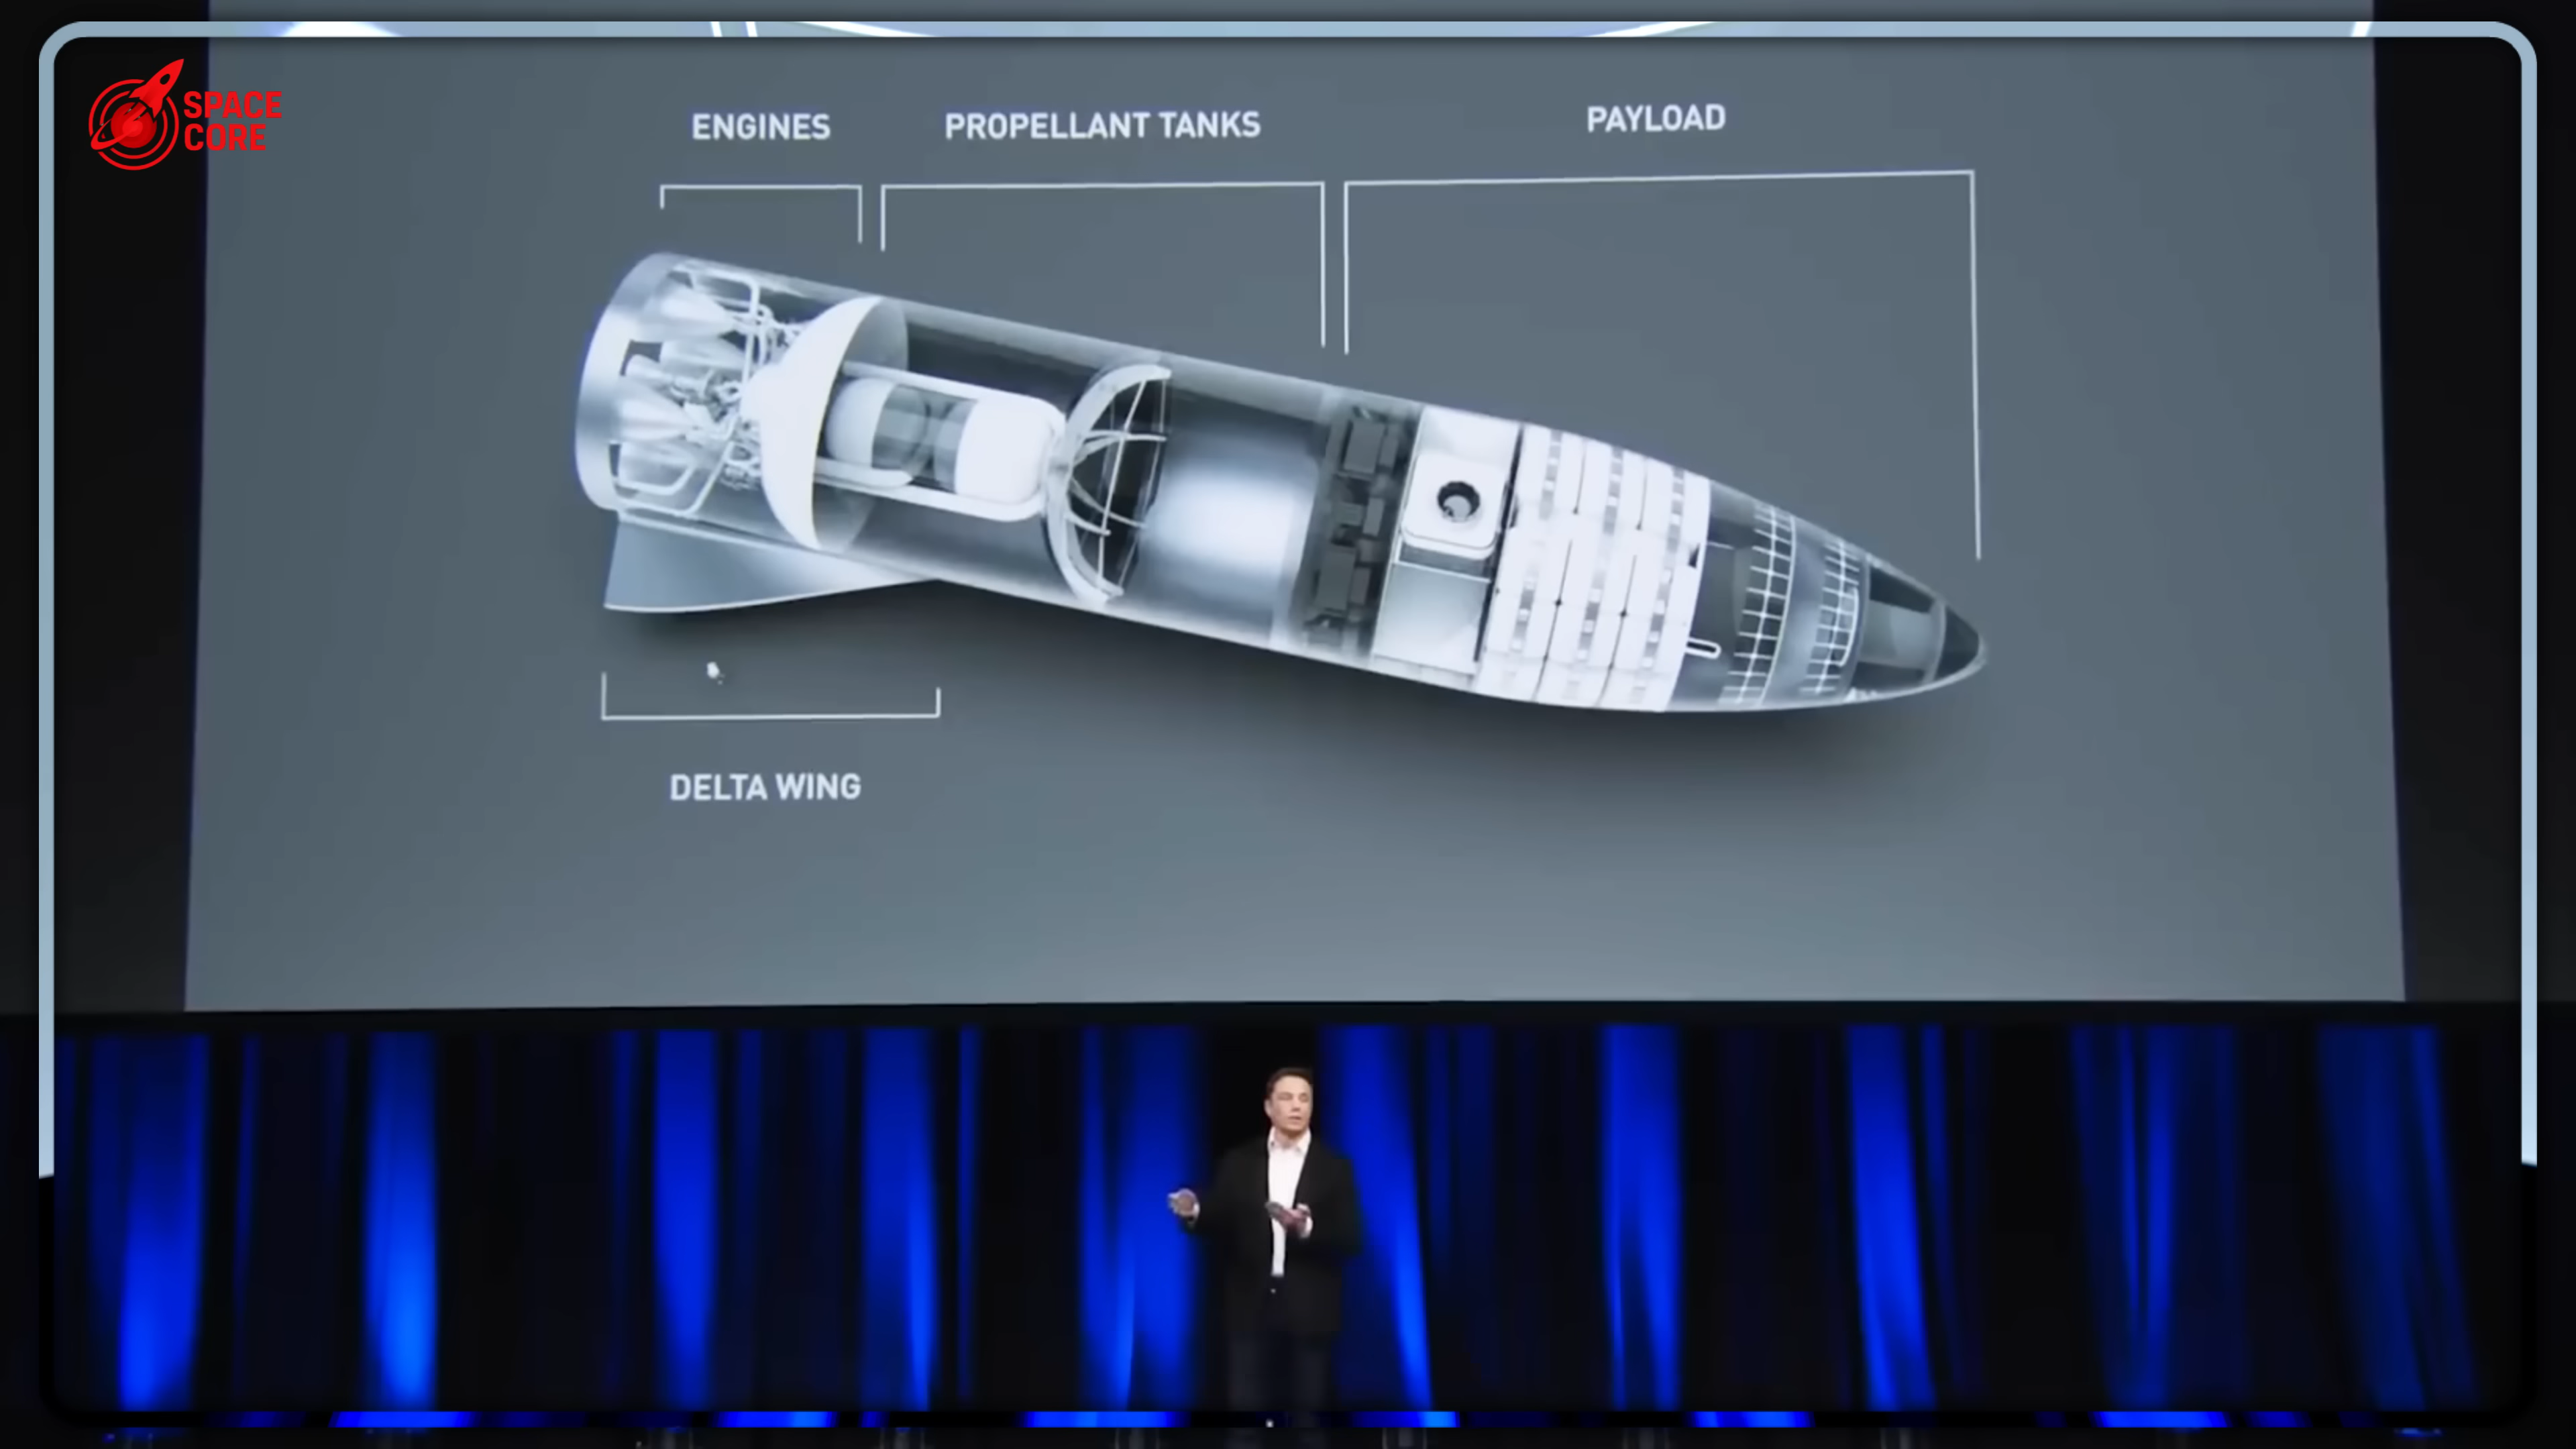 SPACE
CORE
ENGINES
PROPELLANT TANKS
PAYLOAD
DELTA WING